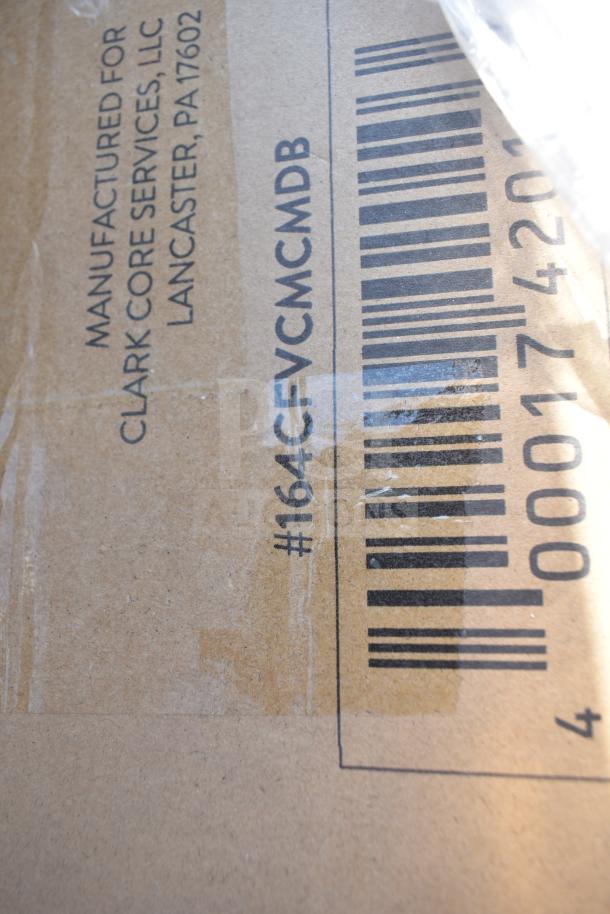 MANUFACTURED FOR
CLARK CORE SERVICES, LLC
LANCASTER, PA 17602
#164CFVCMCMDB
4 00017 4201